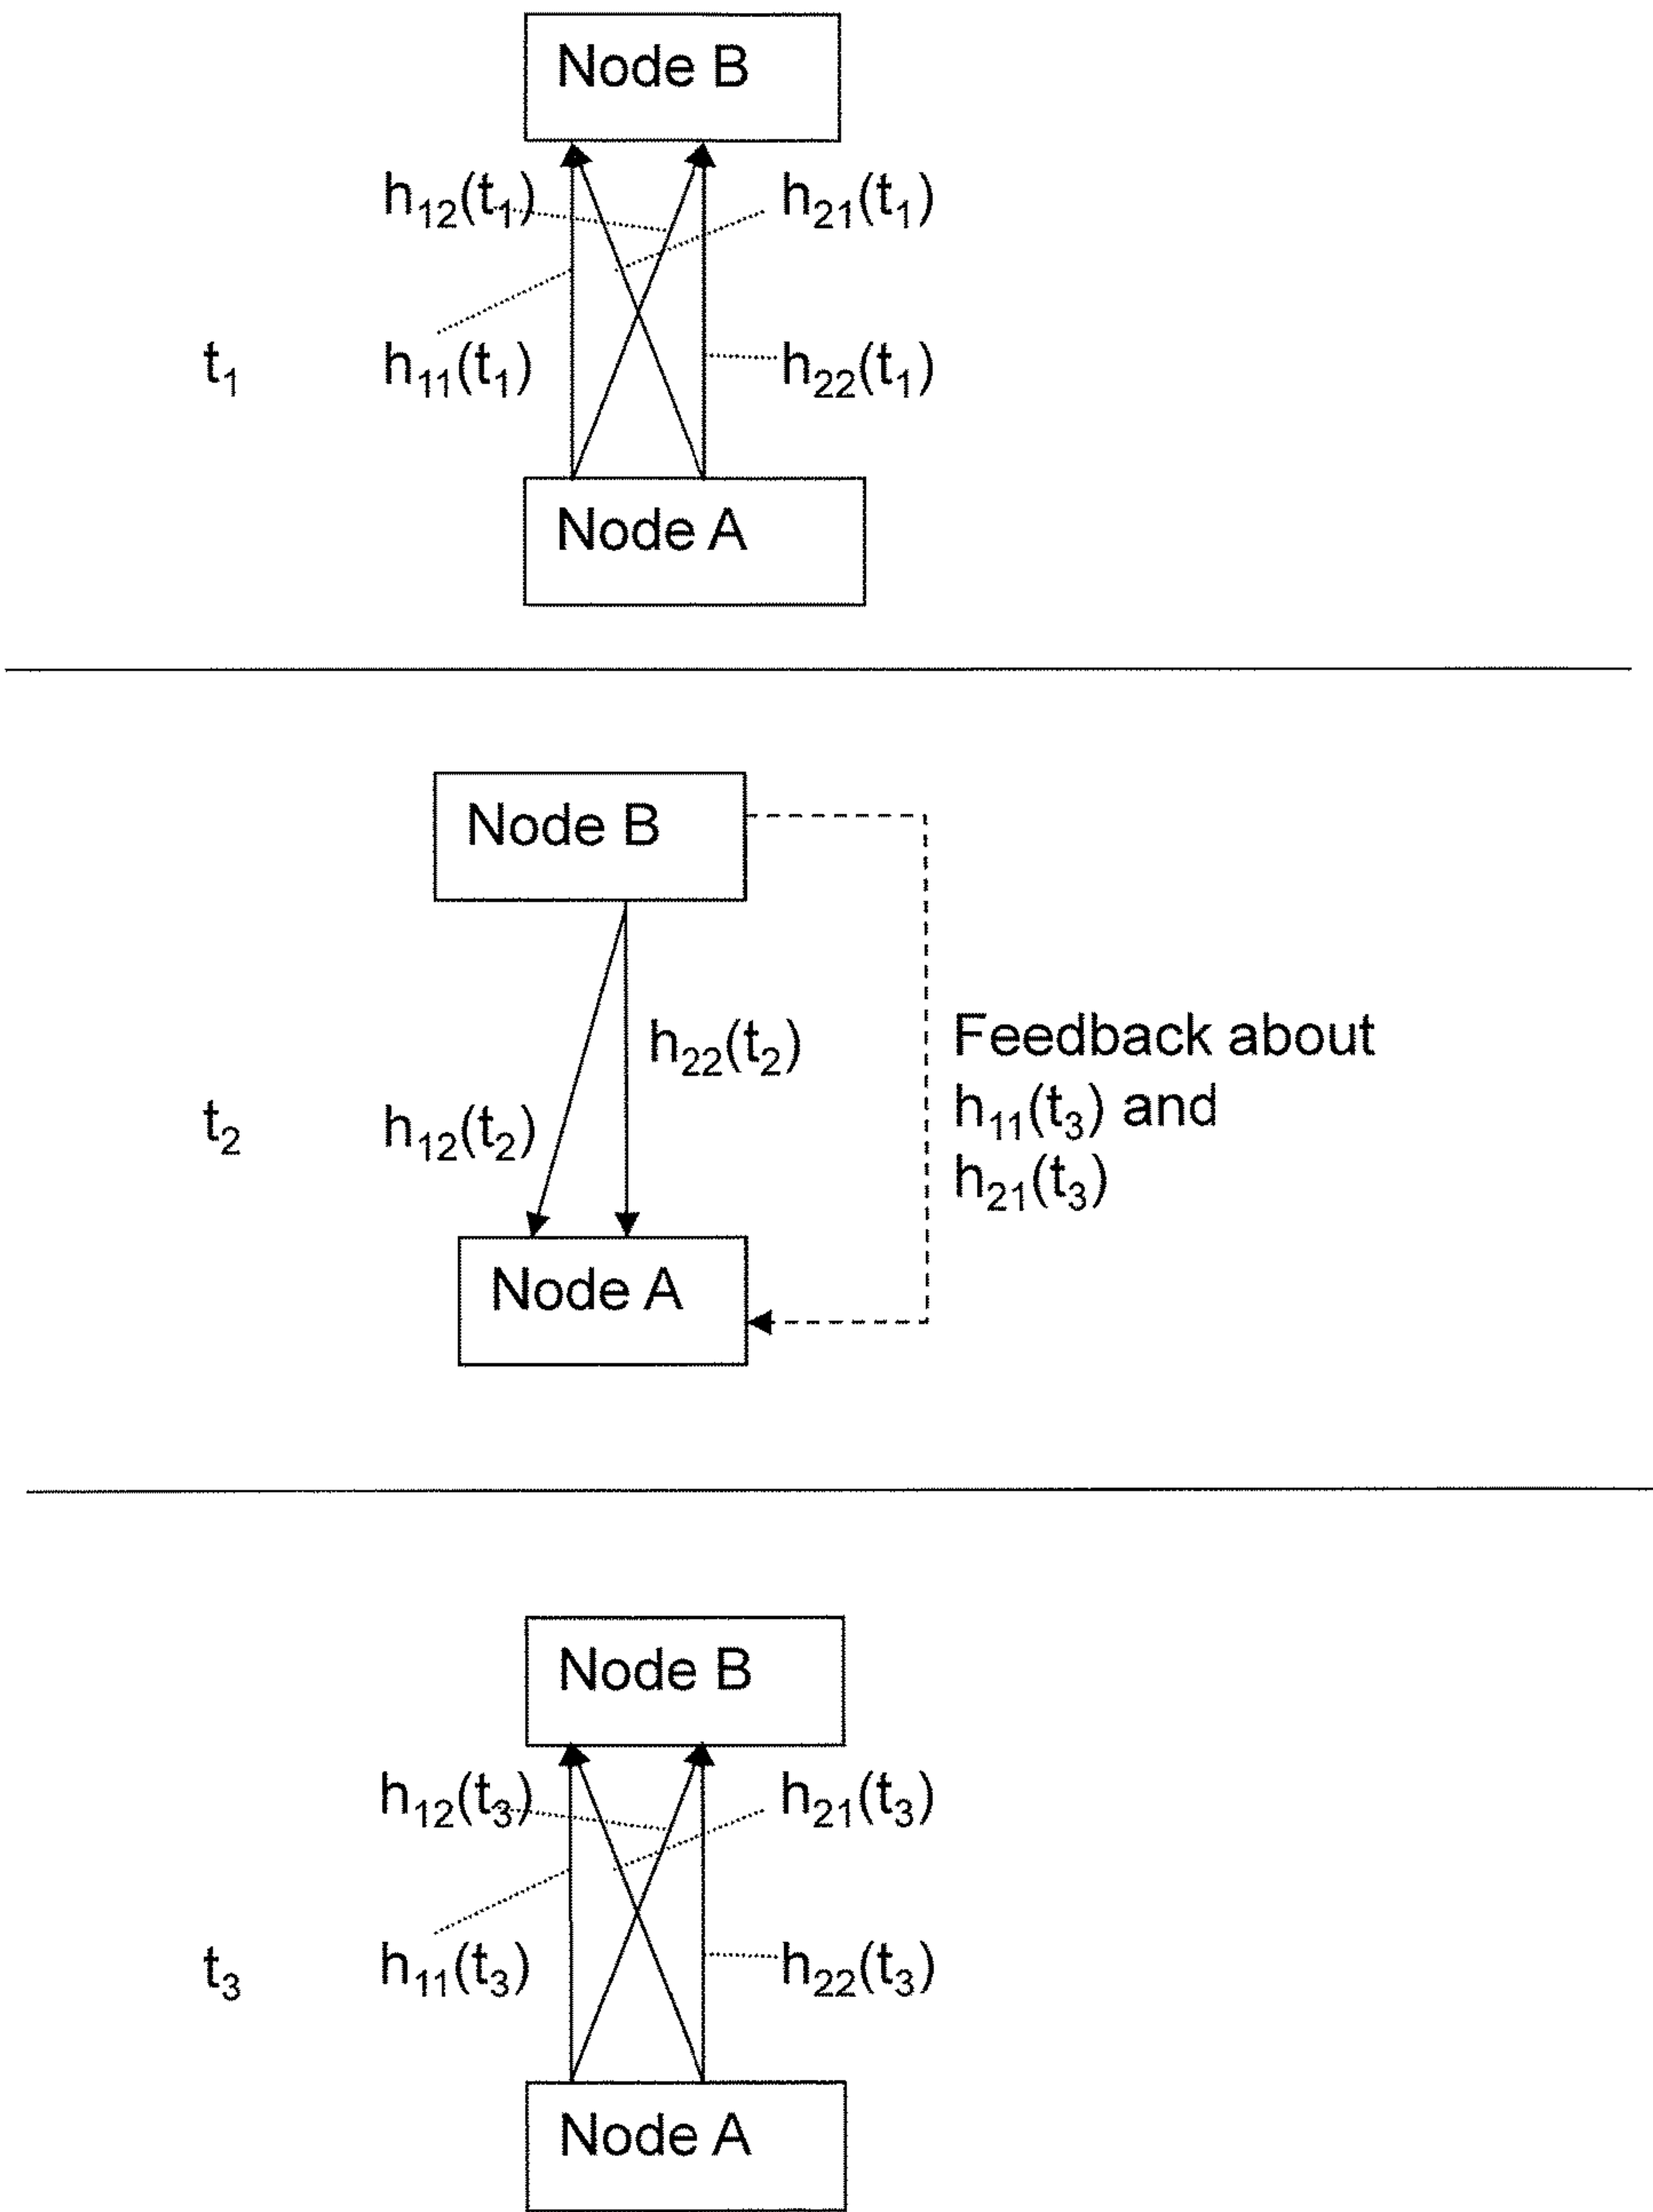 Node B
h₁₂(t₁) h₂₁(t₁)
t₁ h₁₁(t₁) h₂₂(t₁)
Node A
Node B
h₂₂(t₂)
t₂ h₁₂(t₂)
Feedback about
h₁₁(t₃) and
h₂₁(t₃)
Node A
Node B
h₁₂(t₃) h₂₁(t₃)
t₃ h₁₁(t₃) h₂₂(t₃)
Node A